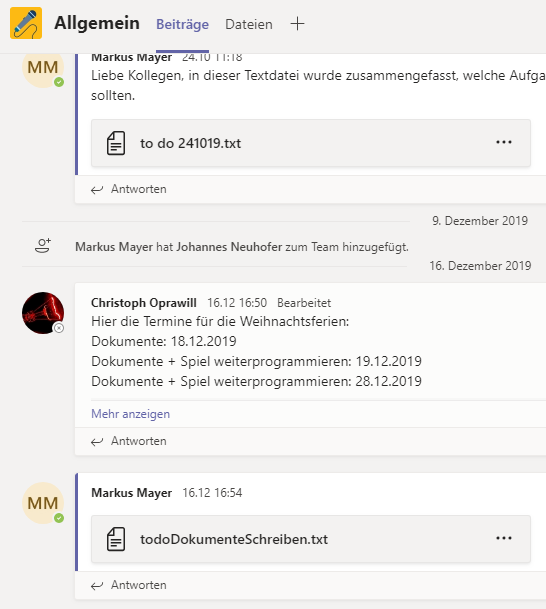 Allgemein Beiträge Dateien
Markus Mayer 24.10 11:18
MM
Liebe Kollegen, in dieser Textdatei wurde zusammengefasst, welche Aufga
sollten.
to do 241019.txt
Antworten
9. Dezember 2019
Markus Mayer hat Johannes Neuhofer zum Team hinzugefügt.
16. Dezember 2019
Christoph Oprawill 16.12 16:50 Bearbeitet
Hier die Termine für die Weihnachtsferien:
Dokumente: 18.12.2019
Dokumente + Spiel weiterprogrammieren: 19.12.2019
Dokumente + Spiel weiterprogrammieren: 28.12.2019
Mehr anzeigen
Antworten
Markus Mayer 16.12 16:54
MM
todoDokumenteSchreiben.txt
Antworten